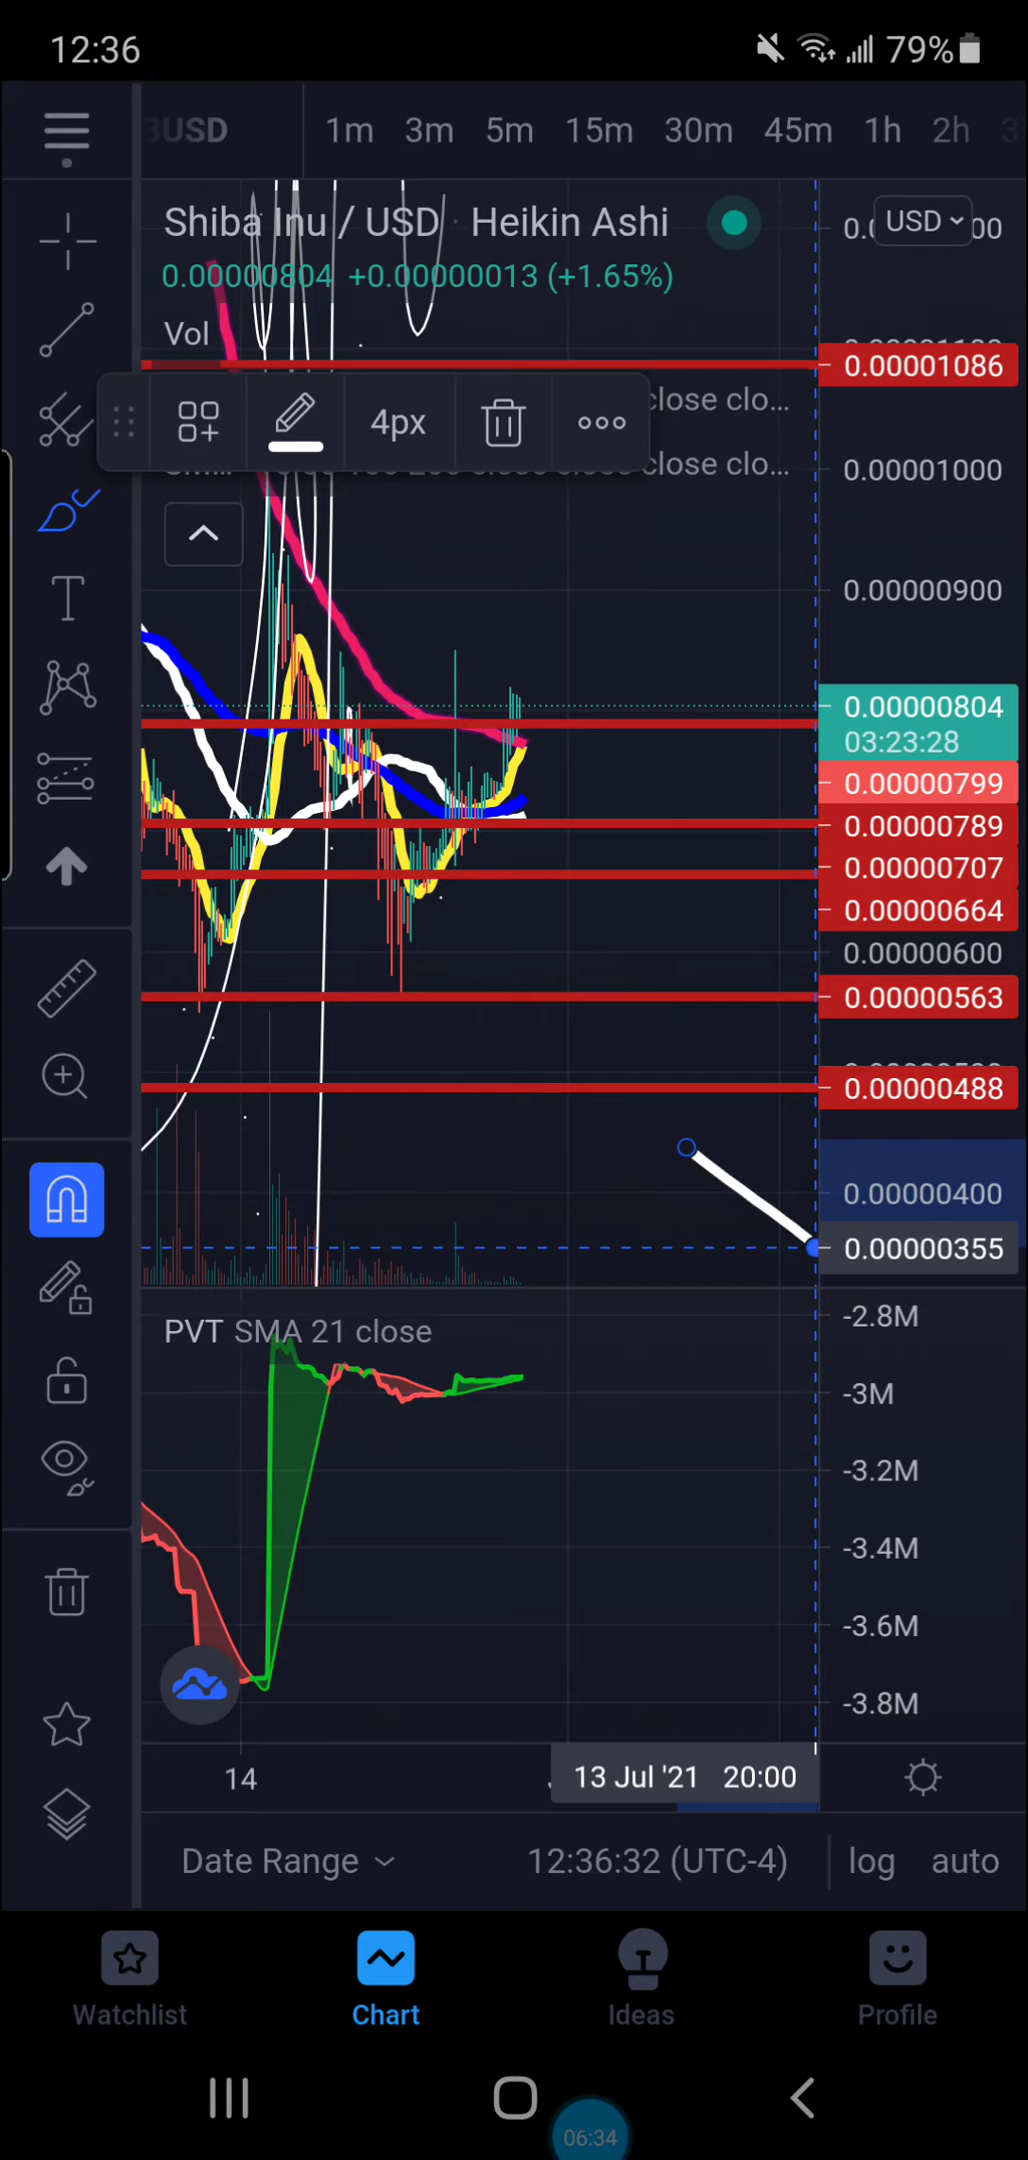 12:36
79%
USD
1m 3m 5m 15m 30m 45m 1h 2h
Shiba Inu / USD · Heikin Ashi
USD
0.00000804 +0.00000013 (+1.65%)
Vol
0.00001086
4px
close clo...
close clo...
0.00001000
0.00000900
0.00000804
03:23:28
0.00000799
0.00000789
0.00000707
0.00000664
0.00000600
0.00000563
0.00000488
0.00000400
0.00000355
PVT SMA 21 close
-2.8M
-3M
-3.2M
-3.4M
-3.6M
-3.8M
14
13 Jul '21 20:00
Date Range
12:36:32 (UTC-4)
log
auto
Watchlist
Chart
Ideas
Profile
06:34